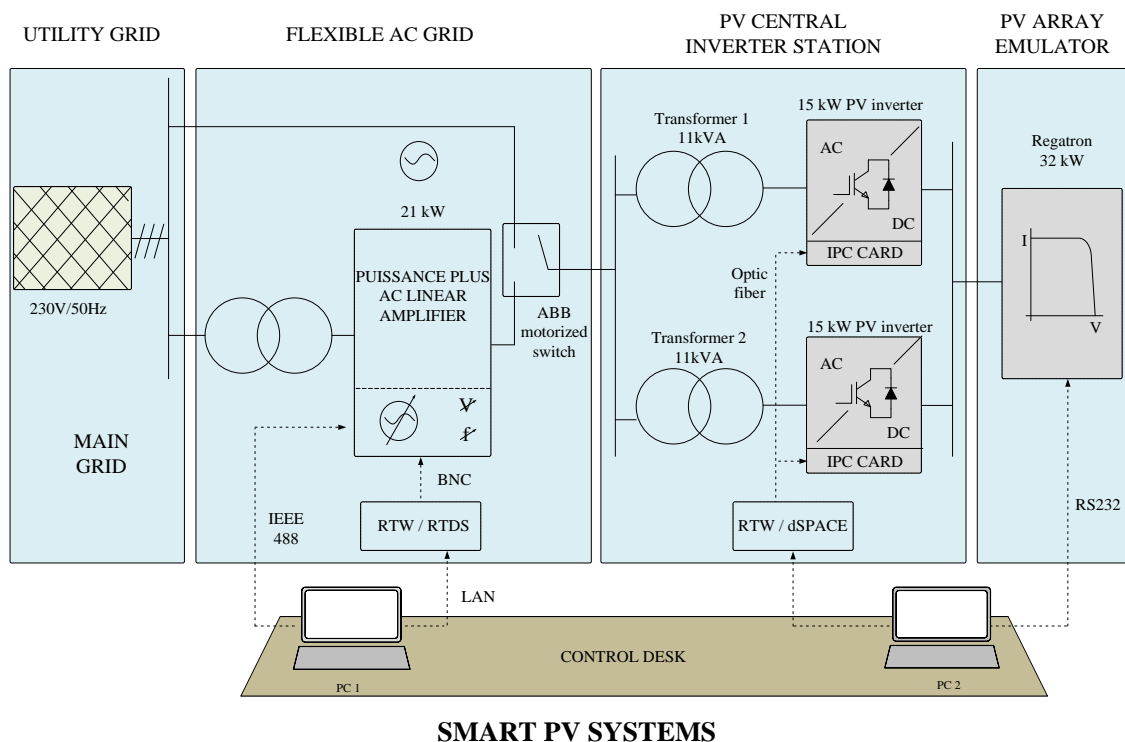 UTILITY GRID
FLEXIBLE AC GRID
PV CENTRAL
INVERTER STATION
PV ARRAY
EMULATOR
230V/50Hz
MAIN
GRID
21 kW
PUISSANCE PLUS
AC LINEAR
AMPLIFIER
V
f
ABB
motorized
switch
BNC
RTW / RTDS
IEEE
488
LAN
Transformer 1
11kVA
15 kW PV inverter
AC
DC
IPC CARD
Optic
fiber
Transformer 2
11kVA
15 kW PV inverter
AC
DC
IPC CARD
RTW / dSPACE
Regatron
32 kW
I
V
RS232
CONTROL DESK
PC 1
PC 2
SMART PV SYSTEMS